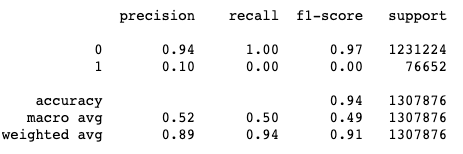 precision recall f1-score support
0 0.94 1.00 0.97 1231224
1 0.10 0.00 0.00 76652
accuracy 0.94 1307876
macro avg 0.52 0.50 0.49 1307876
weighted avg 0.89 0.94 0.91 1307876